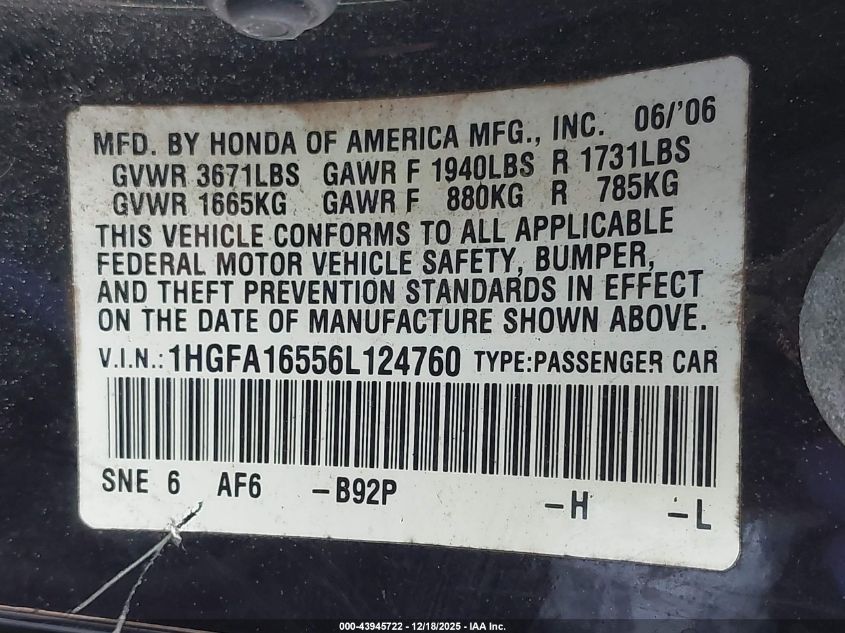 MFD. BY HONDA OF AMERICA MFG., INC. 06/'06
GVWR 3671LBS GAWR F 1940LBS R 1731LBS
GVWR 1665KG GAWR F 880KG R 785KG
THIS VEHICLE CONFORMS TO ALL APPLICABLE
FEDERAL MOTOR VEHICLE SAFETY, BUMPER,
AND THEFT PREVENTION STANDARDS IN EFFECT
ON THE DATE OF MANUFACTURE SHOWN ABOVE.
V.I.N.: 1HGFA16556L124760 TYPE:PASSENGER CAR
SNE 6 AF6 -B92P -H -L
000-43945722 - 12/18/2025 - IAA Inc.